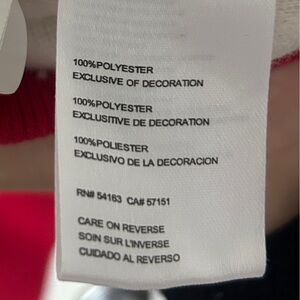 100%POLYESTER
EXCLUSIVE OF DECORATION
100%POLYESTER
EXCLUSITIVE DE DECORATION
100%POLIESTER
EXCLUSIVO DE LA DECORACION
RN# 54163 CA# 57151
CARE ON REVERSE
SOIN SUR L'INVERSE
CUIDADO AL REVERSO